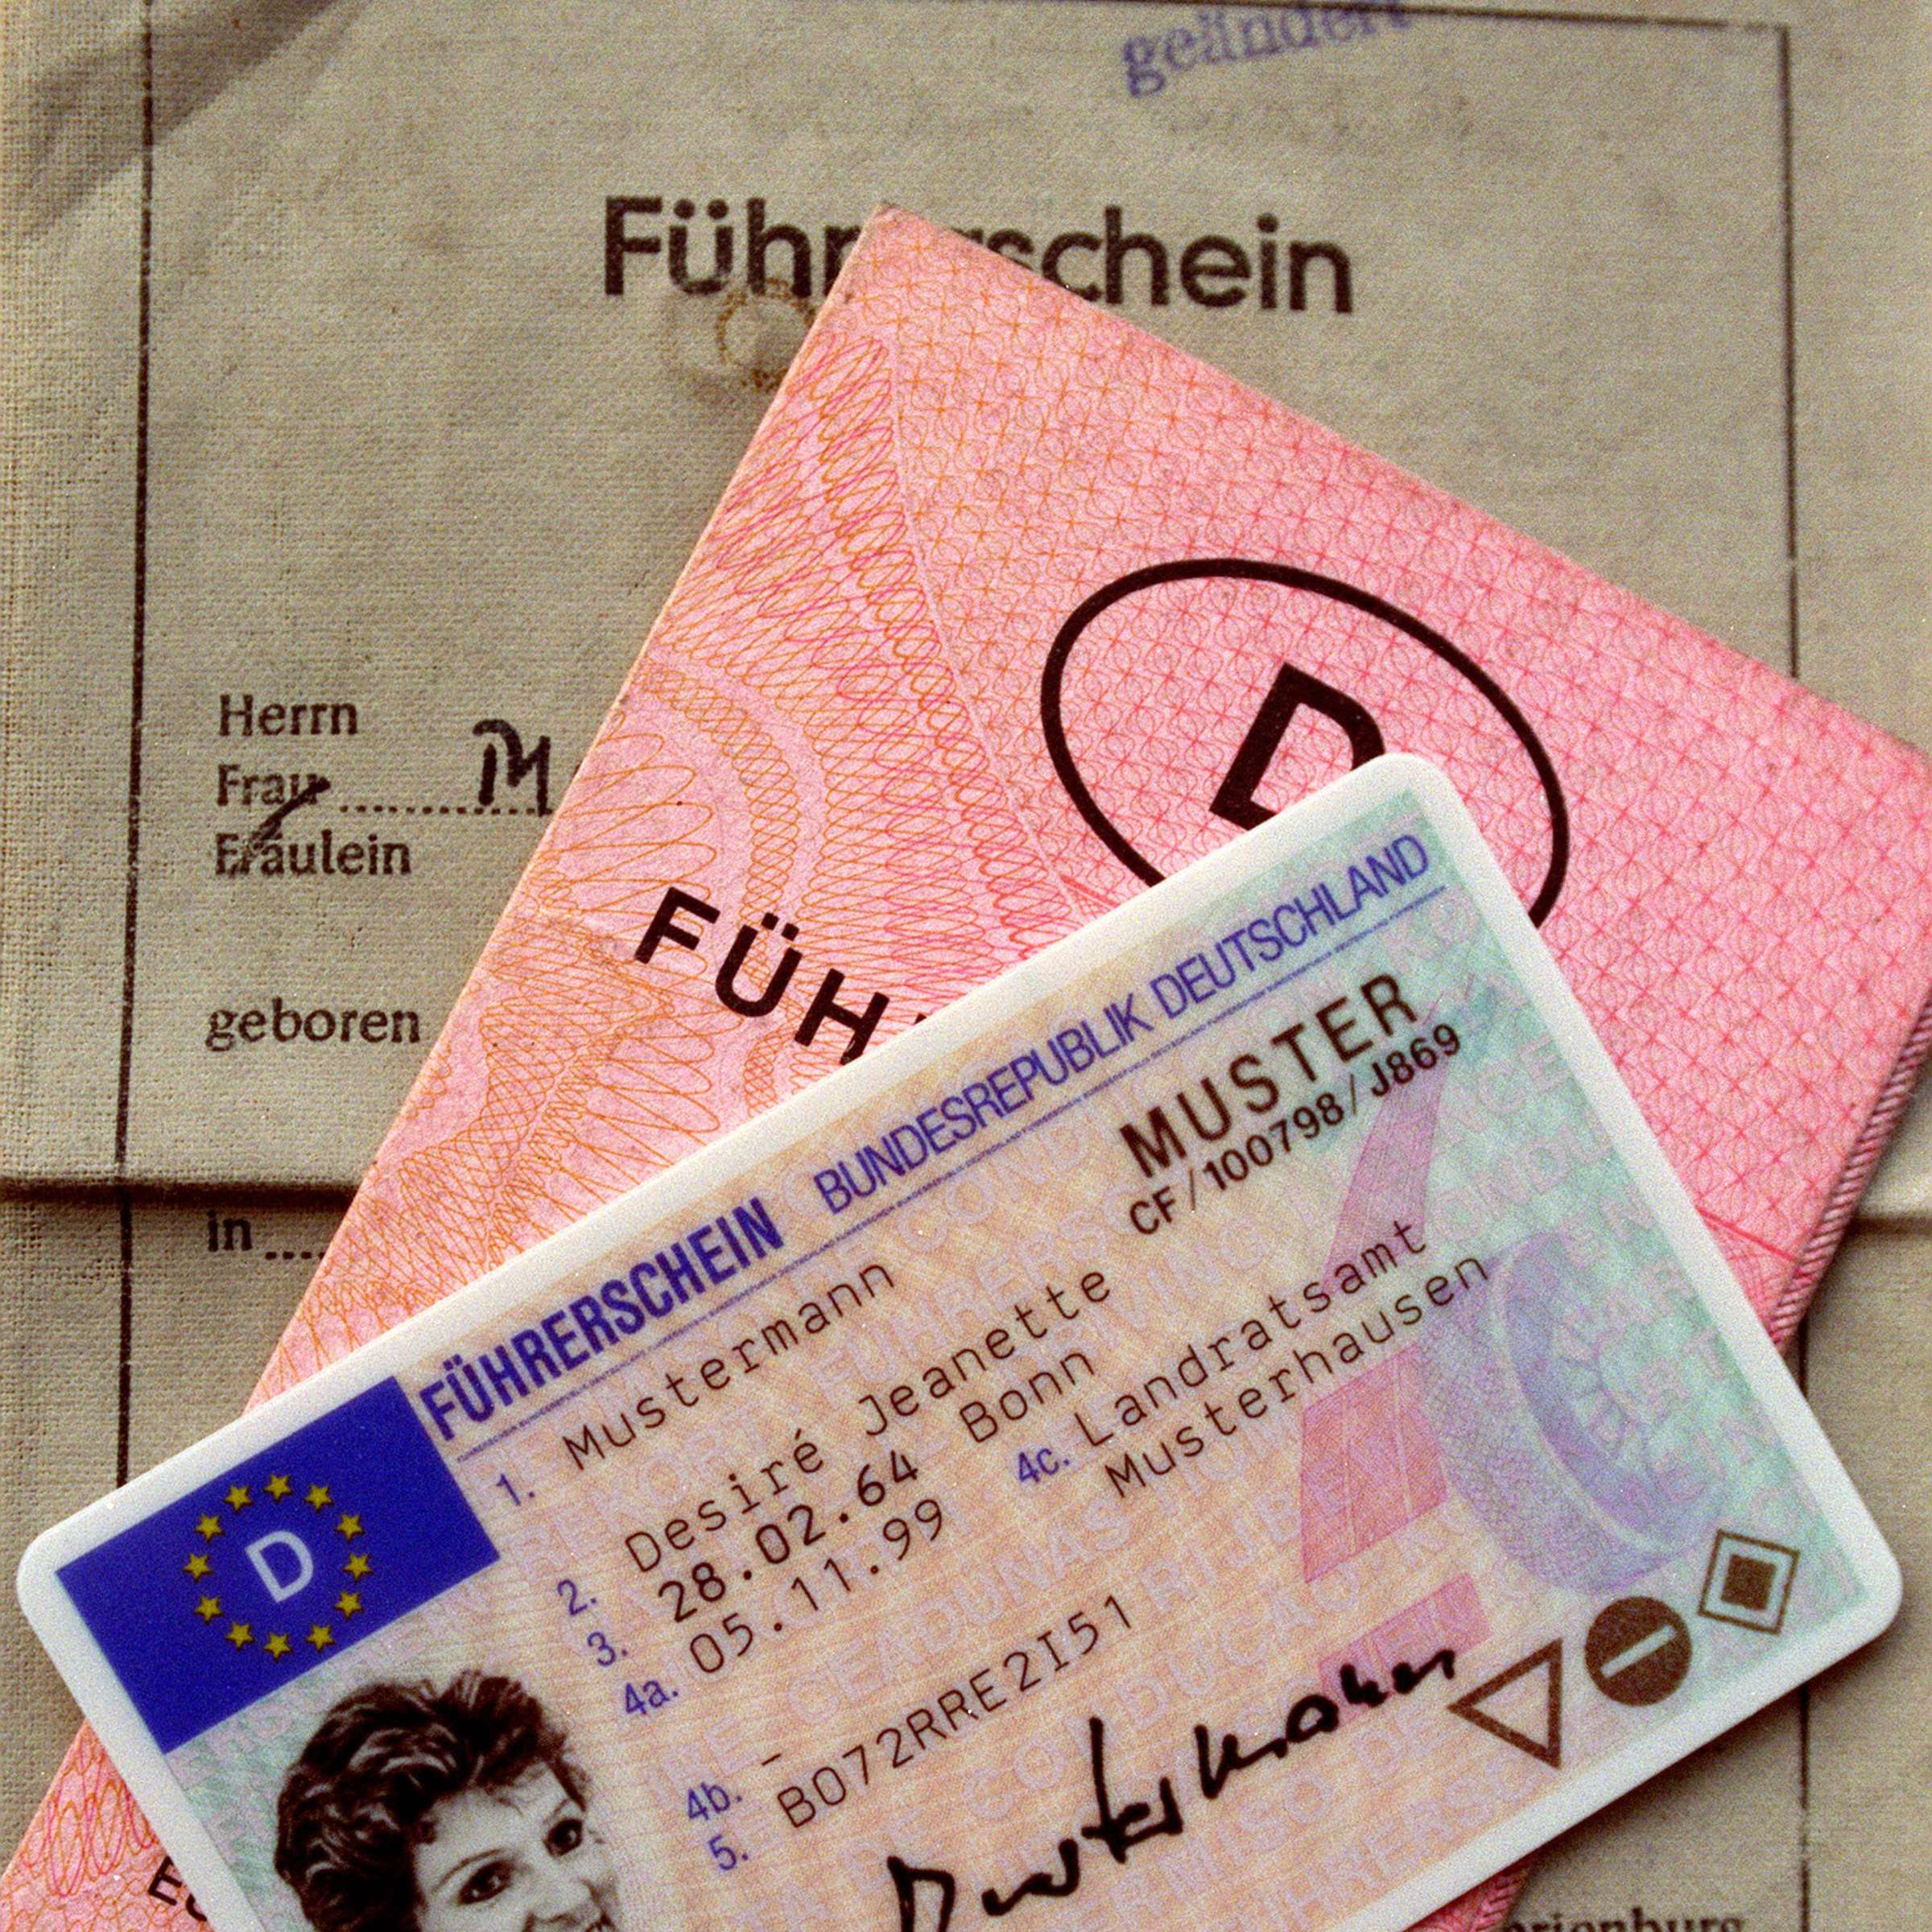 geändert
Führerschein
Herrn
Frau M
Fräulein
geboren
in
D
FÜH
FÜHRERSCHEIN BUNDESREPUBLIK DEUTSCHLAND
MUSTER
CF/100798/J869
D
1. Mustermann
2. Desiré Jeanette
3. 28.02.64 Bonn
4a. 05.11.99 4c. Landratsamt
Musterhausen
4b. –
5. B072RRE2I51
Mustermann